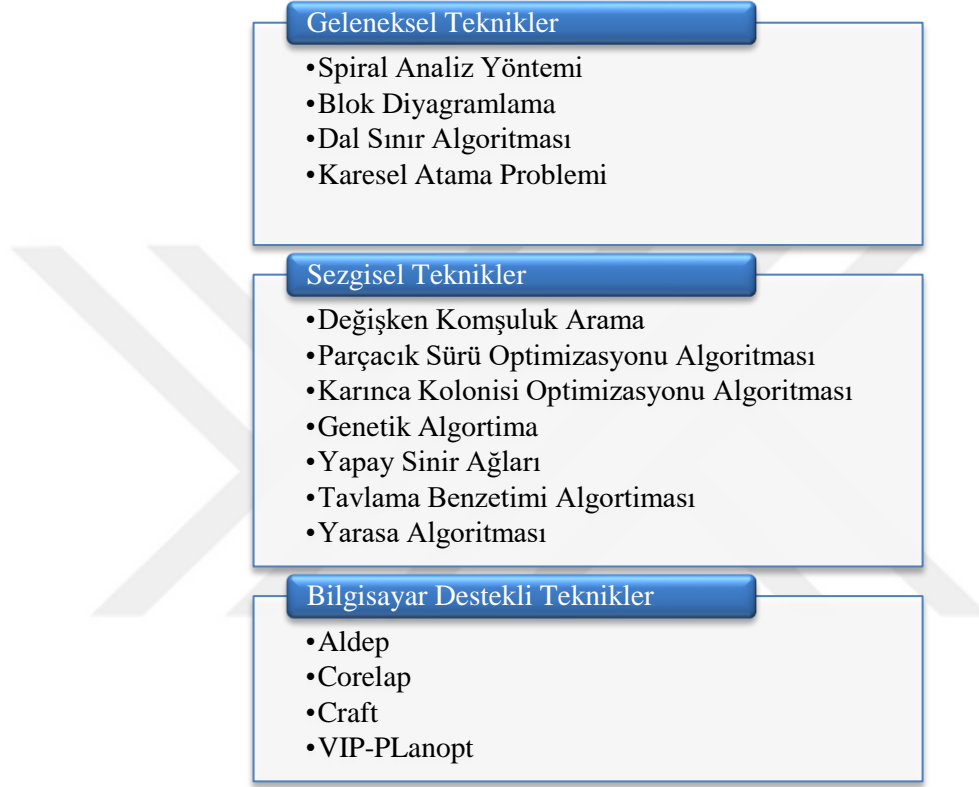 Geleneksel Teknikler
•Spiral Analiz Yöntemi
•Blok Diyagramlama
•Dal Sınır Algoritması
•Karesel Atama Problemi
Sezgisel Teknikler
•Değişken Komşuluk Arama
•Parçacık Sürü Optimizasyonu Algoritması
•Karınca Kolonisi Optimizasyonu Algoritması
•Genetik Algortima
•Yapay Sinir Ağları
•Tavlama Benzetimi Algortiması
•Yarasa Algoritması
Bilgisayar Destekli Teknikler
•Aldep
•Corelap
•Craft
•VIP-PLanopt